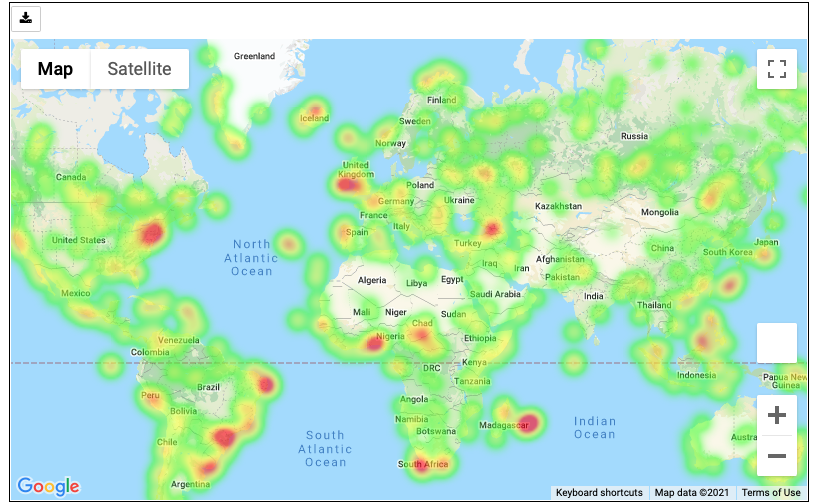 Map
Satellite
Greenland
Iceland
Finland
Sweden
Norway
Russia
Canada
United
Kingdom
Poland
Germany
Ukraine
Kazakhstan
Mongolia
France
Italy
Spain
Turkey
United States
North
Atlantic
Ocean
China
South Korea
Japan
Afghanistan
Iraq
Iran
Pakistan
Algeria
Libya
Egypt
Saudi Arabia
India
Mexico
Mali
Niger
Chad
Sudan
Thailand
Nigeria
Ethiopia
Venezuela
Colombia
DRC
Kenya
Tanzania
Indonesia
Papua New
Guinea
Brazil
Peru
Bolivia
Angola
Namibia
Botswana
Madagascar
Indian
Ocean
Chile
South
Atlantic
Ocean
South Africa
Austra
Argentina
Google
Keyboard shortcuts
Map data ©2021
Terms of Use